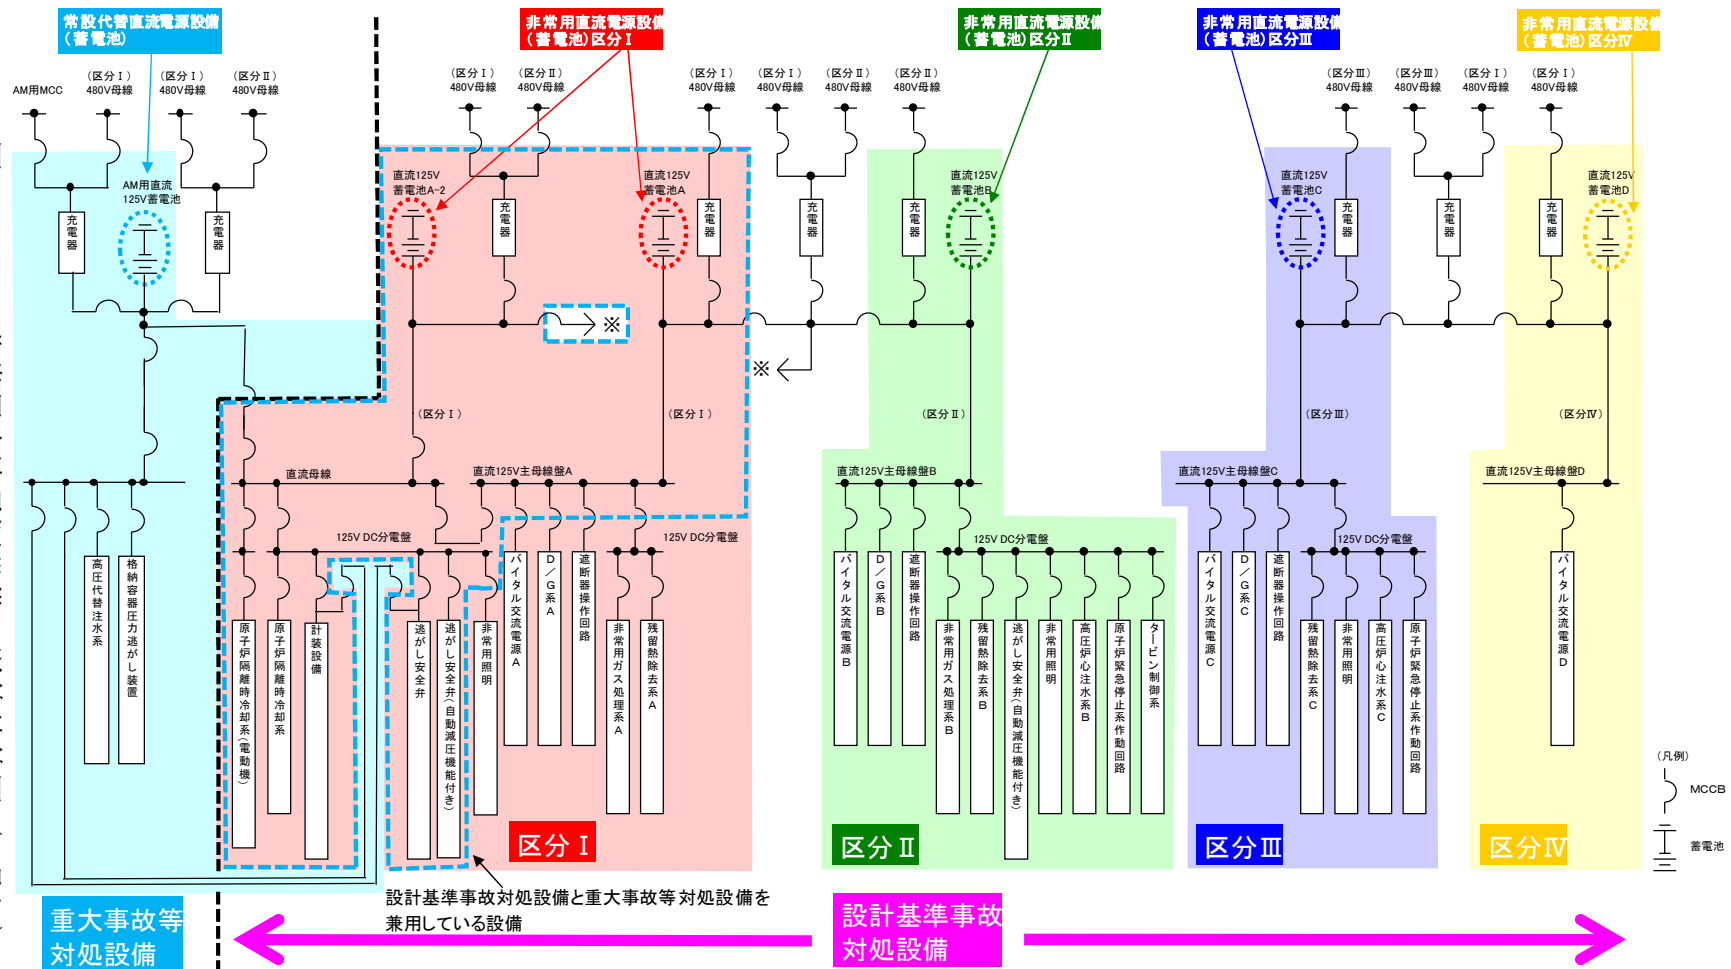 常設代替直流電源設備
(蓄電池)
非常用直流電源設備
(蓄電池)区分Ⅰ
非常用直流電源設備
(蓄電池)区分Ⅱ
非常用直流電源設備
(蓄電池)区分Ⅲ
非常用直流電源設備
(蓄電池)区分Ⅳ
AM用MCC
(区分Ⅰ)
480V母線
(区分Ⅰ)
480V母線
(区分Ⅱ)
480V母線
(区分Ⅰ)
480V母線
(区分Ⅱ)
480V母線
(区分Ⅰ)
480V母線
(区分Ⅰ)
480V母線
(区分Ⅱ)
480V母線
(区分Ⅱ)
480V母線
(区分Ⅲ)
480V母線
(区分Ⅲ)
480V母線
(区分Ⅰ)
480V母線
(区分Ⅰ)
480V母線
AM用直流
125V蓄電池
直流125V
蓄電池A-2
直流125V
蓄電池A
直流125V
蓄電池B
直流125V
蓄電池C
直流125V
蓄電池D
充電器
充電器
充電器
充電器
充電器
充電器
充電器
充電器
充電器
※
※
(区分Ⅰ)
(区分Ⅰ)
(区分Ⅱ)
(区分Ⅲ)
(区分Ⅳ)
直流母線
直流125V主母線盤A
直流125V主母線盤B
直流125V主母線盤C
直流125V主母線盤D
125V DC分電盤
125V DC分電盤
125V DC分電盤
125V DC分電盤
高圧代替注水系
格納容器圧力逃がし装置
原子炉隔離時冷却系(電動機)
原子炉隔離時冷却系
計装設備
逃がし安全弁
逃がし安全弁(自動減圧機能付き)
非常用照明
バイタル交流電源A
D/G系A
遮断器操作回路
非常用ガス処理系A
残留熱除去系A
バイタル交流電源B
D/G系B
遮断器操作回路
非常用ガス処理系B
残留熱除去系B
逃がし安全弁(自動減圧機能付き)
非常用照明
高圧炉心注水系B
原子炉緊急停止系作動回路
タービン制御系
バイタル交流電源C
D/G系C
遮断器操作回路
残留熱除去系C
非常用照明
高圧炉心注水系C
原子炉緊急停止系作動回路
バイタル交流電源D
(凡例)
MCCB
蓄電池
区分Ⅰ
区分Ⅱ
区分Ⅲ
区分Ⅳ
設計基準事故対処設備と重大事故等対処設備を
兼用している設備
重大事故等
対処設備
設計基準事故
対処設備